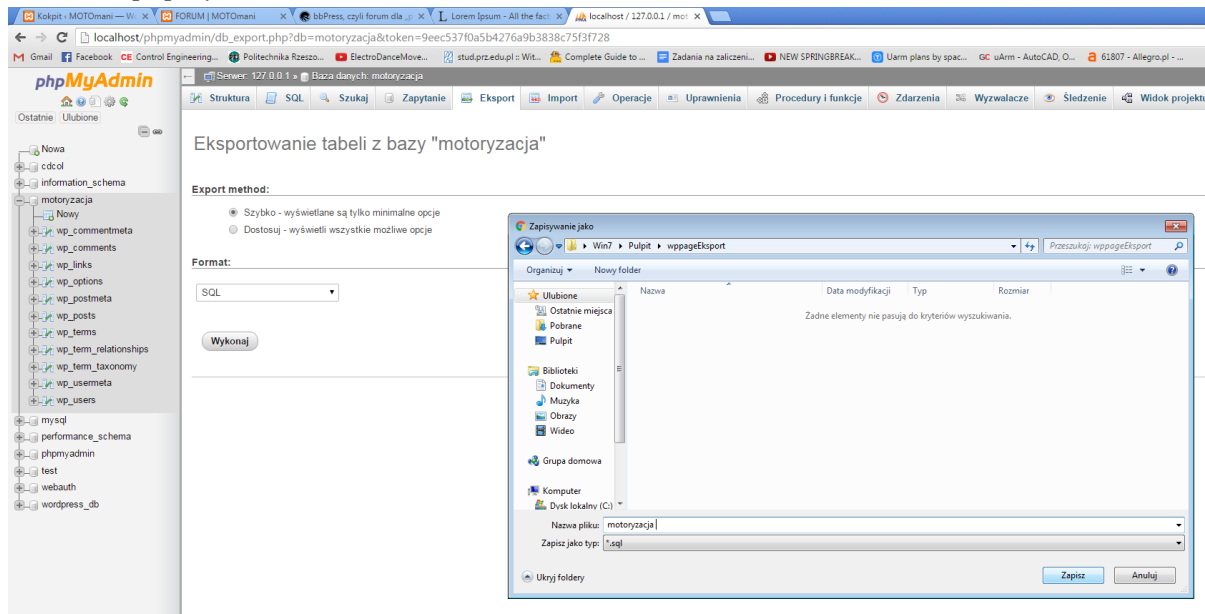 Kokpit ‹ MOTOmani — Wo
FORUM | MOTOmani
bbPress, czyli forum dla „p
Lorem Ipsum - All the fact
localhost / 127.0.0.1 / mot
localhost/phpmyadmin/db_export.php?db=motoryzacja&token=9eec537f0a5b4276a9b3838c75f3f728
Gmail Facebook Control Engineering... Politechnika Rzeszo... ElectroDanceMove... stud.prz.edu.pl :: Wit... Complete Guide to ... Zadania na zaliczeni... NEW SPRINGBREAK... Uarm plans by spac... uArm - AutoCAD, O... 61807 - Allegro.pl - ...
phpMyAdmin
Ostatnie Ulubione
Nowa
cdcol
information_schema
motoryzacja
Nowy
wp_commentmeta
wp_comments
wp_links
wp_options
wp_postmeta
wp_posts
wp_terms
wp_term_relationships
wp_term_taxonomy
wp_usermeta
wp_users
mysql
performance_schema
phpmyadmin
test
webauth
wordpress_db
Serwer: 127.0.0.1 » Baza danych: motoryzacja
Struktura SQL Szukaj Zapytanie Eksport Import Operacje Uprawnienia Procedury i funkcje Zdarzenia Wyzwalacze Śledzenie Widok projektu
Eksportowanie tabeli z bazy "motoryzacja"
Export method:
Szybko - wyświetlane są tylko minimalne opcje
Dostosuj - wyświetli wszystkie możliwe opcje
Format:
SQL
Wykonaj
Zapisywanie jako
Win7 Pulpit wppageEksport
Przeszukaj: wppageEksport
Organizuj Nowy folder
Nazwa Data modyfikacji Typ Rozmiar
Żadne elementy nie pasują do kryteriów wyszukiwania.
Ulubione
Ostatnie miejsca
Pobrane
Pulpit
Biblioteki
Dokumenty
Muzyka
Obrazy
Wideo
Grupa domowa
Komputer
Dysk lokalny (C:)
Nazwa pliku: motoryzacja
Zapisz jako typ: *.sql
Ukryj foldery
Zapisz Anuluj